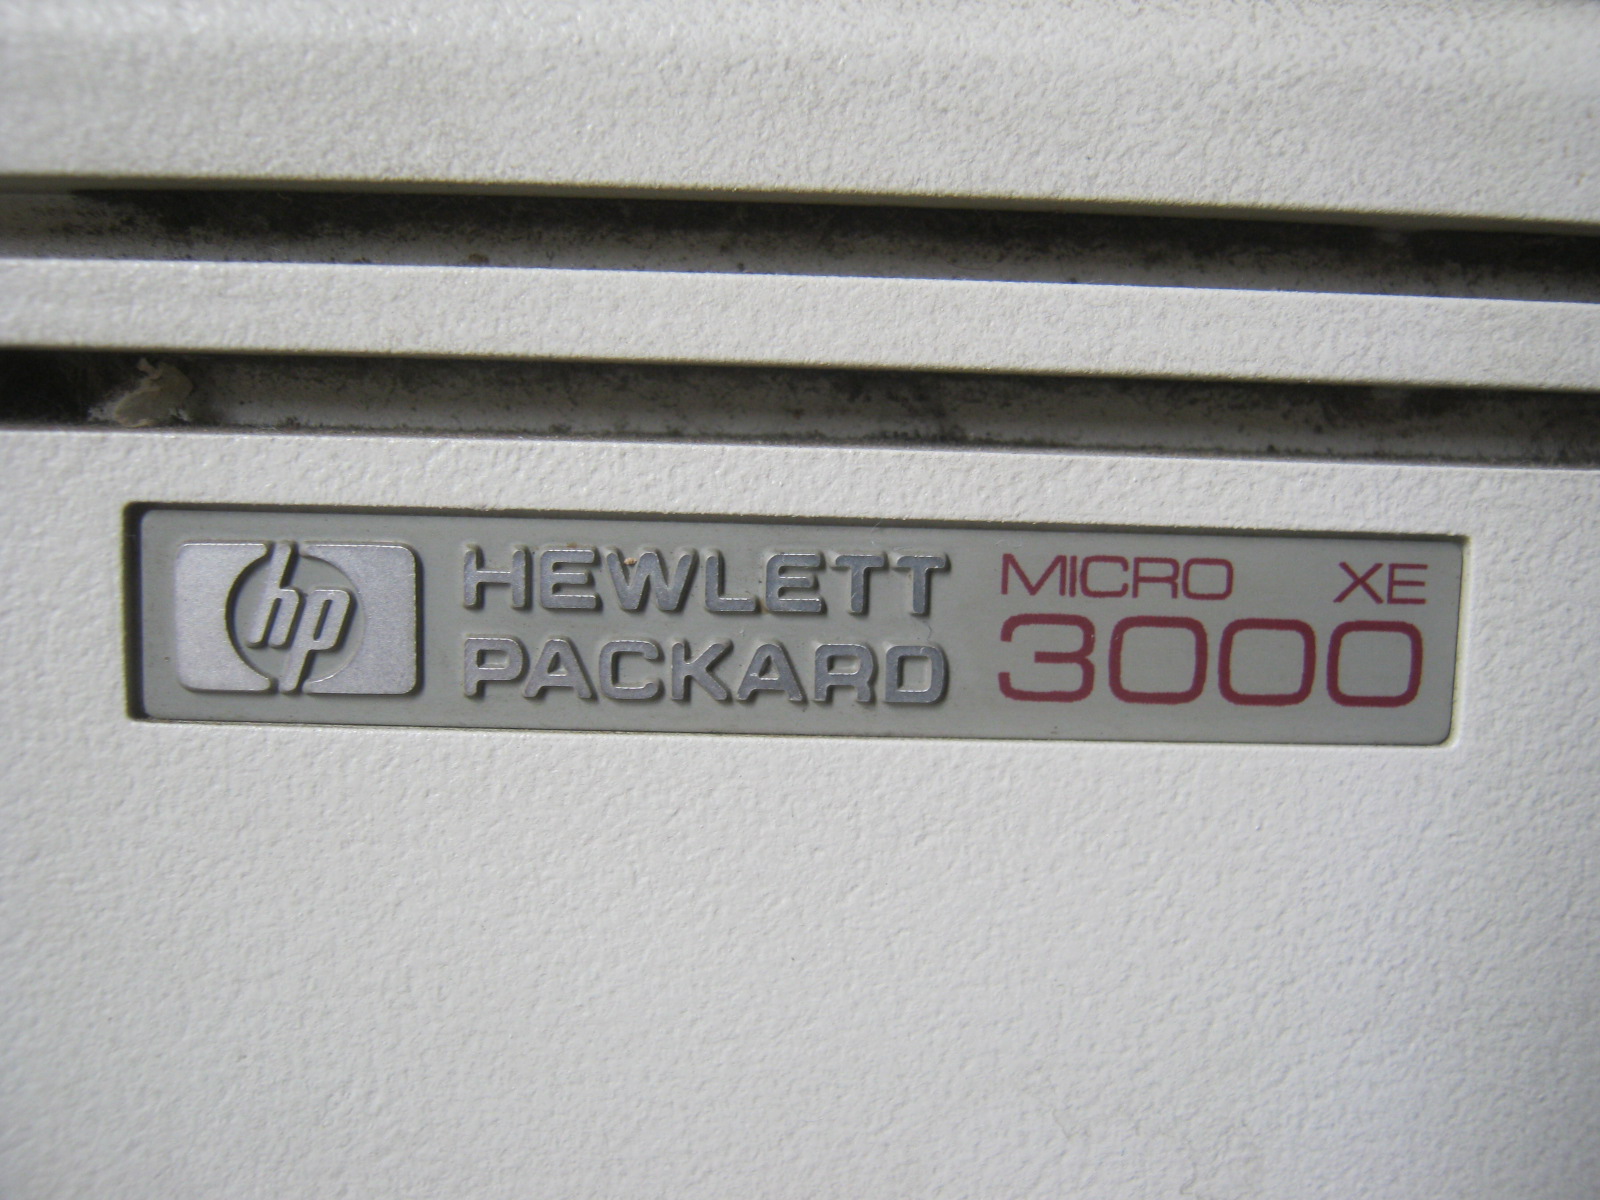 hp HEWLETT PACKARD
MICRO XE
3000